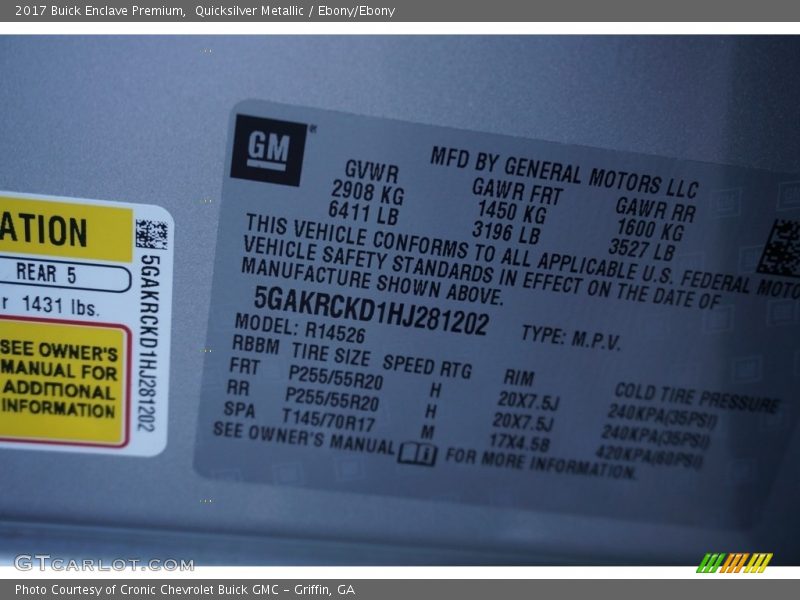 2017 Buick Enclave Premium, Quicksilver Metallic / Ebony/Ebony
ATION
REAR 5
r 1431 lbs.
SEE OWNER'S
MANUAL FOR
ADDITIONAL
INFORMATION
5GAKRCKD1HJ281202
GM
MFD BY GENERAL MOTORS LLC
GVWR GAWR FRT GAWR RR
2908 KG 1450 KG 1600 KG
6411 LB 3196 LB 3527 LB
THIS VEHICLE CONFORMS TO ALL APPLICABLE U.S. FEDERAL MOTO
VEHICLE SAFETY STANDARDS IN EFFECT ON THE DATE OF
MANUFACTURE SHOWN ABOVE.
5GAKRCKD1HJ281202 TYPE: M.P.V.
MODEL: R14526
RBBM TIRE SIZE SPEED RTG RIM COLD TIRE PRESSURE
FRT P255/55R20 H 20X7.5J 240KPA(35PSI)
RR P255/55R20 H 20X7.5J 240KPA(35PSI)
SPA T145/70R17 M 17X4.5B 420KPA(60PSI)
SEE OWNER'S MANUAL FOR MORE INFORMATION.
GTCARLOT.COM
Photo Courtesy of Cronic Chevrolet Buick GMC – Griffin, GA